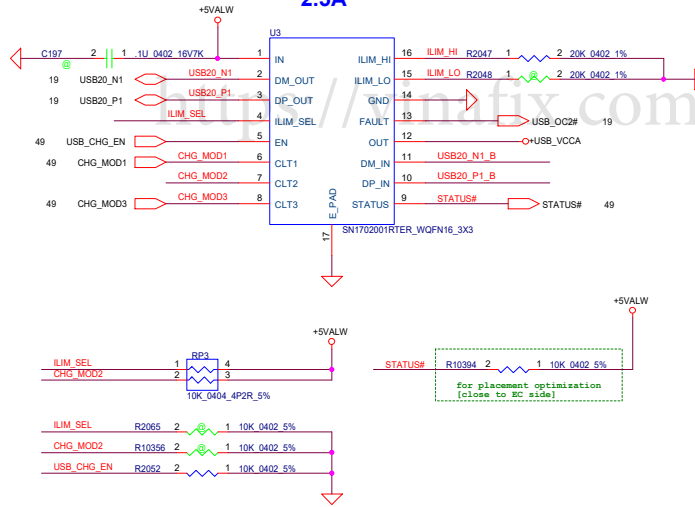 2.5A
+5VALW
U3
C197 2 1 .1U_0402_16V7K 1 IN ILIM_HI 16 ILIM_HI R2047 1 2 20K_0402_1%
@
19 USB20_N1 USB20_N1 2 DM_OUT ILIM_LO 15 ILIM_LO R2048 1 @ 2 20K_0402_1%
19 USB20_P1 USB20_P1 3 DP_OUT GND 14
ILIM_SEL 4 ILIM_SEL FAULT 13 USB_OC2# 19
49 USB_CHG_EN 5 EN OUT 12 +USB_VCCA
49 CHG_MOD1 CHG_MOD1 6 CLT1 DM_IN 11 USB20_N1_B
CHG_MOD2 7 CLT2 DP_IN 10 USB20_P1_B
49 CHG_MOD3 CHG_MOD3 8 CLT3 STATUS 9 STATUS# STATUS# 49
E_PAD
17
SN1702001RTER_WQFN16_3X3
https://vinafix.com
+5VALW
+5VALW
RP3
ILIM_SEL 1 4
CHG_MOD2 2 3
10K_0404_4P2R_5%
STATUS# R10394 2 1 10K_0402_5%
for placement optimization
[close to EC side]
ILIM_SEL R2065 2 @ 1 10K_0402_5%
CHG_MOD2 R10356 2 @ 1 10K_0402_5%
USB_CHG_EN R2052 2 1 10K_0402_5%